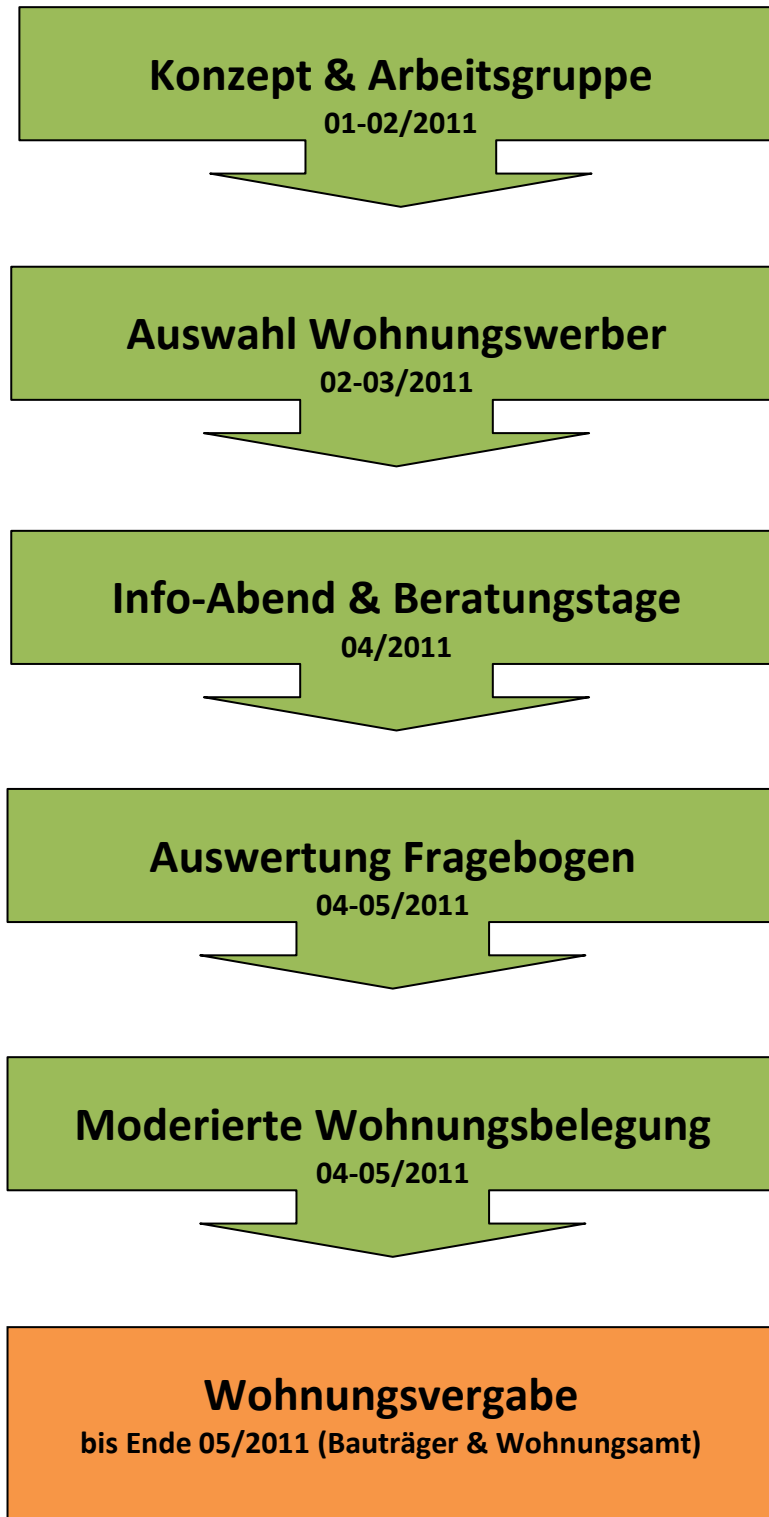 Konzept & Arbeitsgruppe
01-02/2011
Auswahl Wohnungswerber
02-03/2011
Info-Abend & Beratungstage
04/2011
Auswertung Fragebogen
04-05/2011
Moderierte Wohnungsbelegung
04-05/2011
Wohnungsvergabe
bis Ende 05/2011 (Bauträger & Wohnungsamt)